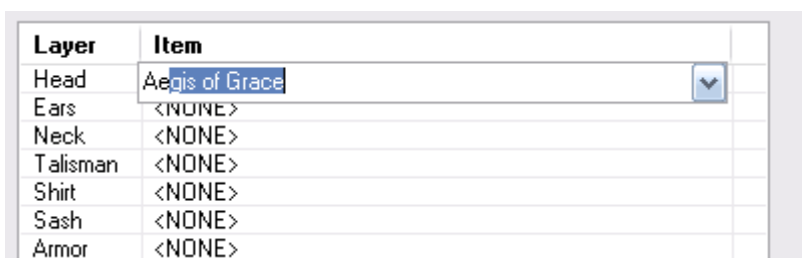 Layer Item
Head Aegis of Grace
Ears <NONE>
Neck <NONE>
Talisman <NONE>
Shirt <NONE>
Sash <NONE>
Armor <NONE>